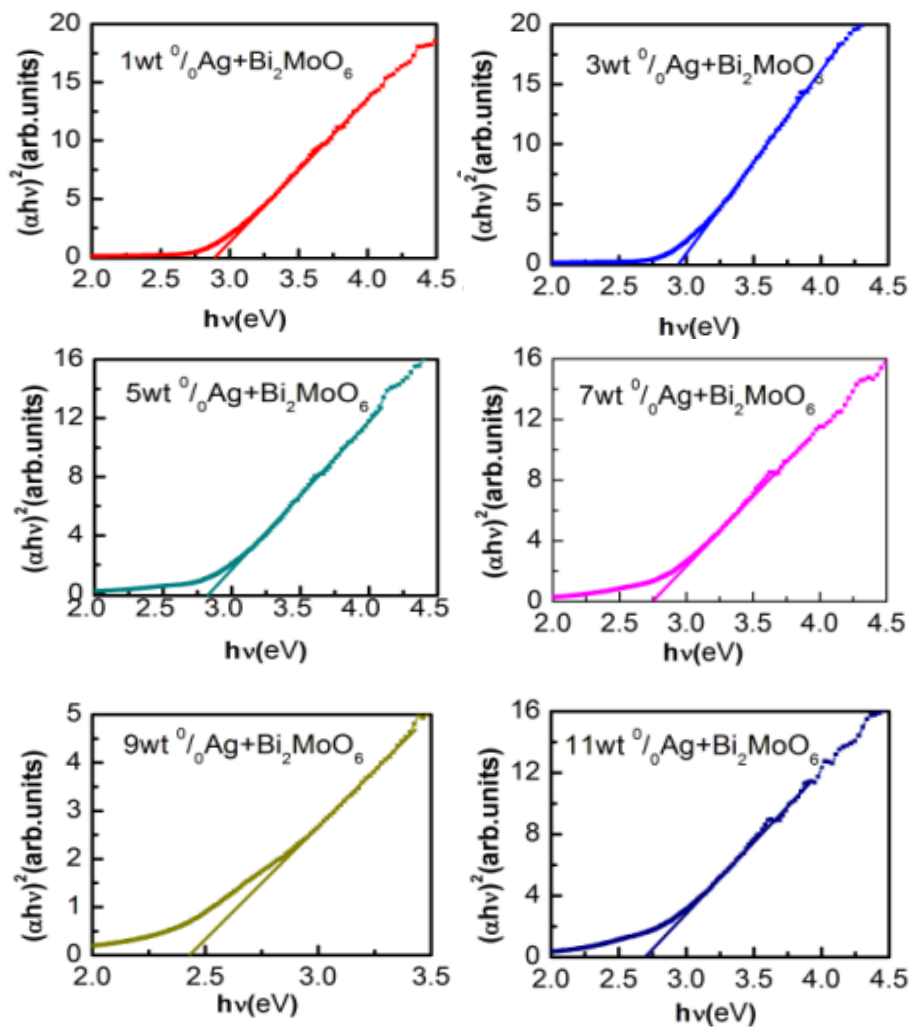 1wt ⁰/₀Ag+Bi₂MoO₆
(αhν)²(arb.units)
20
15
10
5
0
2.0 2.5 3.0 3.5 4.0 4.5
hν(eV)
3wt ⁰/₀Ag+Bi₂MoO₆
(αhν)²(arb.units)
20
15
10
5
0
2.0 2.5 3.0 3.5 4.0 4.5
hν(eV)
5wt ⁰/₀Ag+Bi₂MoO₆
(αhν)²(arb.units)
16
12
8
4
0
2.0 2.5 3.0 3.5 4.0 4.5
hν(eV)
7wt ⁰/₀Ag+Bi₂MoO₆
(αhν)²(arb.units)
16
12
8
4
0
2.0 2.5 3.0 3.5 4.0 4.5
hν(eV)
9wt ⁰/₀Ag+Bi₂MoO₆
(αhν)²(arb.units)
5
4
3
2
1
0
2.0 2.5 3.0 3.5
hν(eV)
11wt ⁰/₀Ag+Bi₂MoO₆
(αhν)²(arb.units)
16
12
8
4
0
2.0 2.5 3.0 3.5 4.0 4.5
hν(eV)